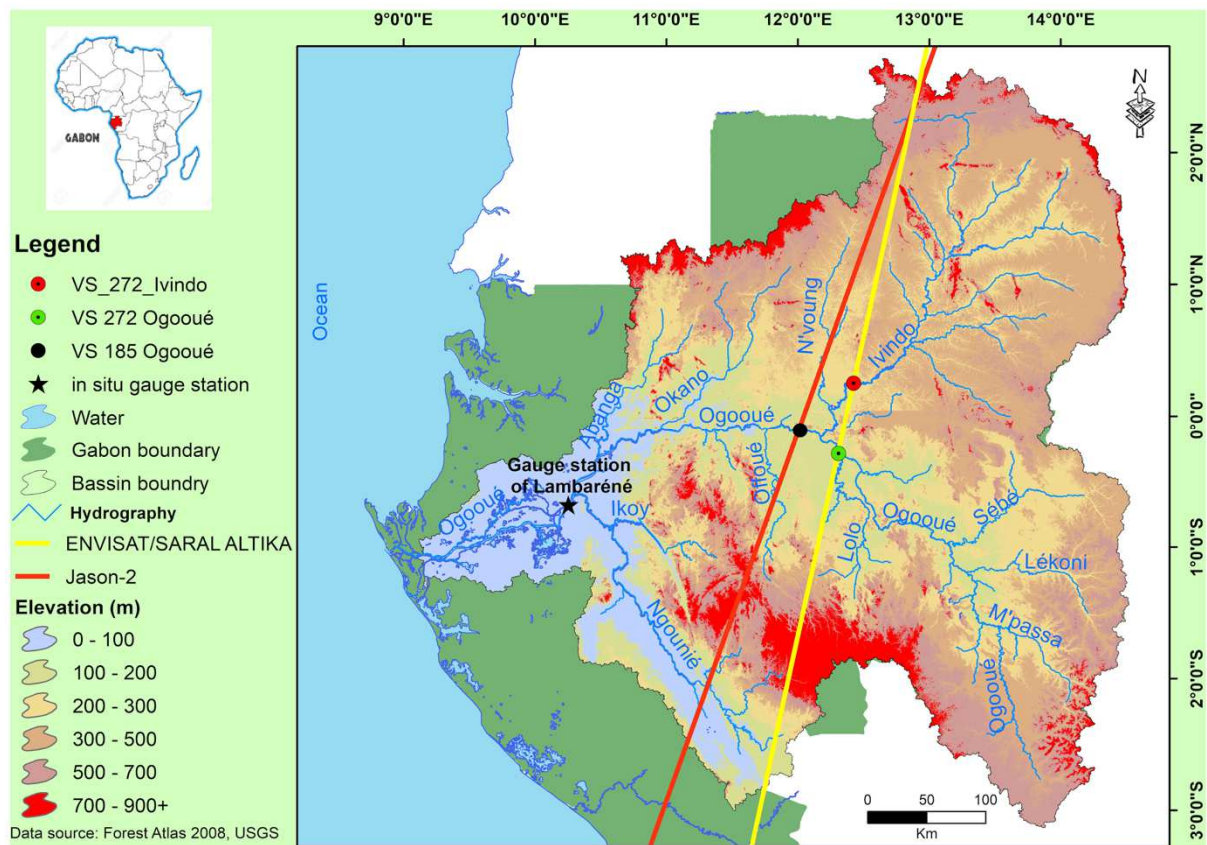 9°0'0"E
10°0'0"E
11°0'0"E
12°0'0"E
13°0'0"E
14°0'0"E
GABON
N
2°0'0"N
1°0'0"N
0°0'0"
1°0'0"S
2°0'0"S
3°0'0"S
Legend
VS_272_Ivindo
VS 272 Ogooué
VS 185 Ogooué
in situ gauge station
Water
Gabon boundary
Bassin boundry
Hydrography
ENVISAT/SARAL ALTIKA
Jason-2
Elevation (m)
0 - 100
100 - 200
200 - 300
300 - 500
500 - 700
700 - 900+
Data source: Forest Atlas 2008, USGS
Ocean
N'voung
Ivindo
Okano
Abanga
Ogooué
Gauge station
of Lambaréné
Ogooué
Ikoy
Offoué
Ogooué
Sébé
Lolo
Lékoni
Ngounié
M'passa
Ogooué
0 50 100
Km